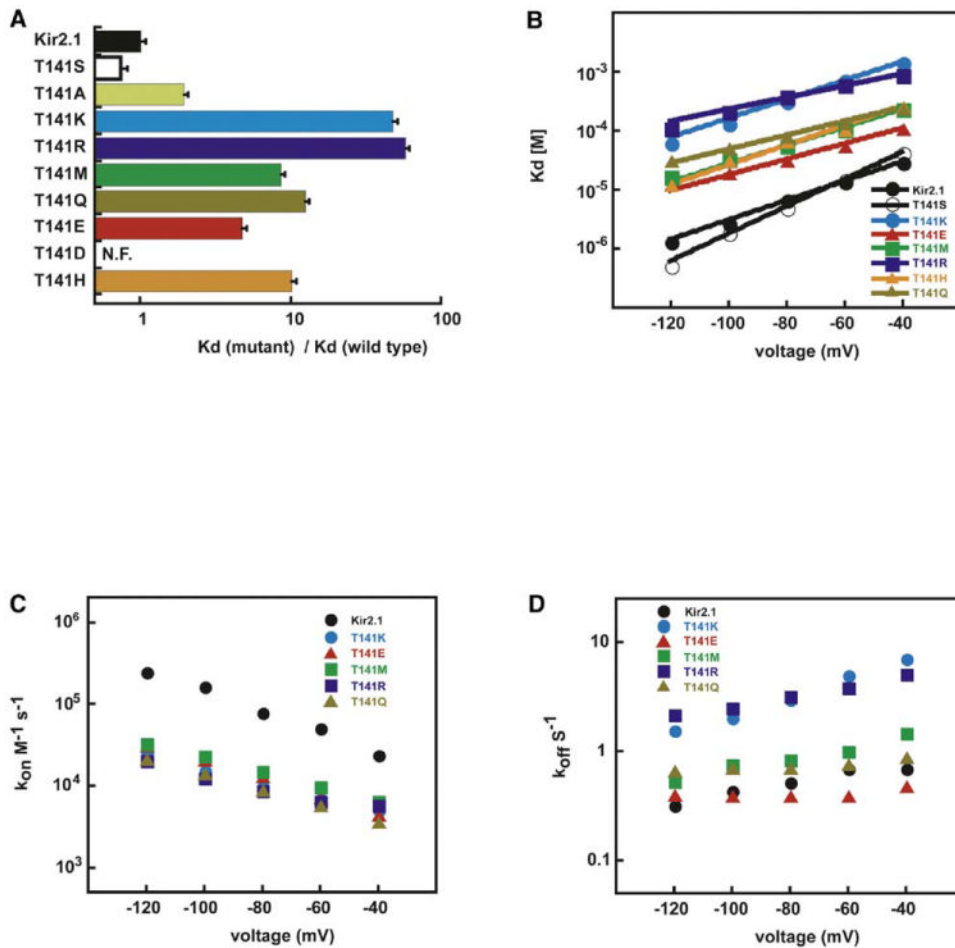 A
Kir2.1
T141S
T141A
T141K
T141R
T141M
T141Q
T141E
T141D N.F.
T141H
1 10 100
Kd (mutant) / Kd (wild type)
B
10-3
10-4
10-5
10-6
Kd [M]
Kir2.1
T141S
T141K
T141E
T141M
T141R
T141H
T141Q
-120 -100 -80 -60 -40
voltage (mV)
C
106
105
104
103
kon M-1 s-1
Kir2.1
T141K
T141E
T141M
T141R
T141Q
-120 -100 -80 -60 -40
voltage (mV)
D
10
1
0.1
koff S-1
Kir2.1
T141K
T141E
T141M
T141R
T141Q
-120 -100 -80 -60 -40
voltage (mV)